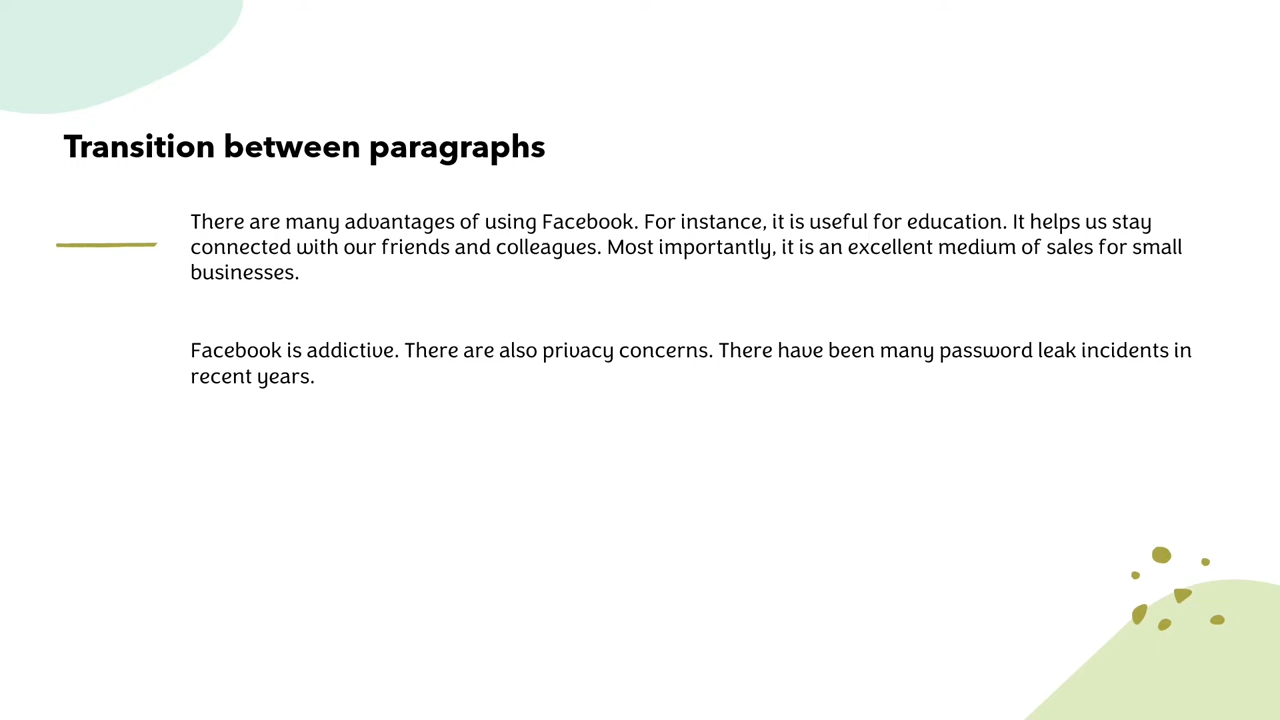 Transition between paragraphs
There are many advantages of using Facebook. For instance, it is useful for education. It helps us stay
connected with our friends and colleagues. Most importantly, it is an excellent medium of sales for small
businesses.
Facebook is addictive. There are also privacy concerns. There have been many password leak incidents in
recent years.